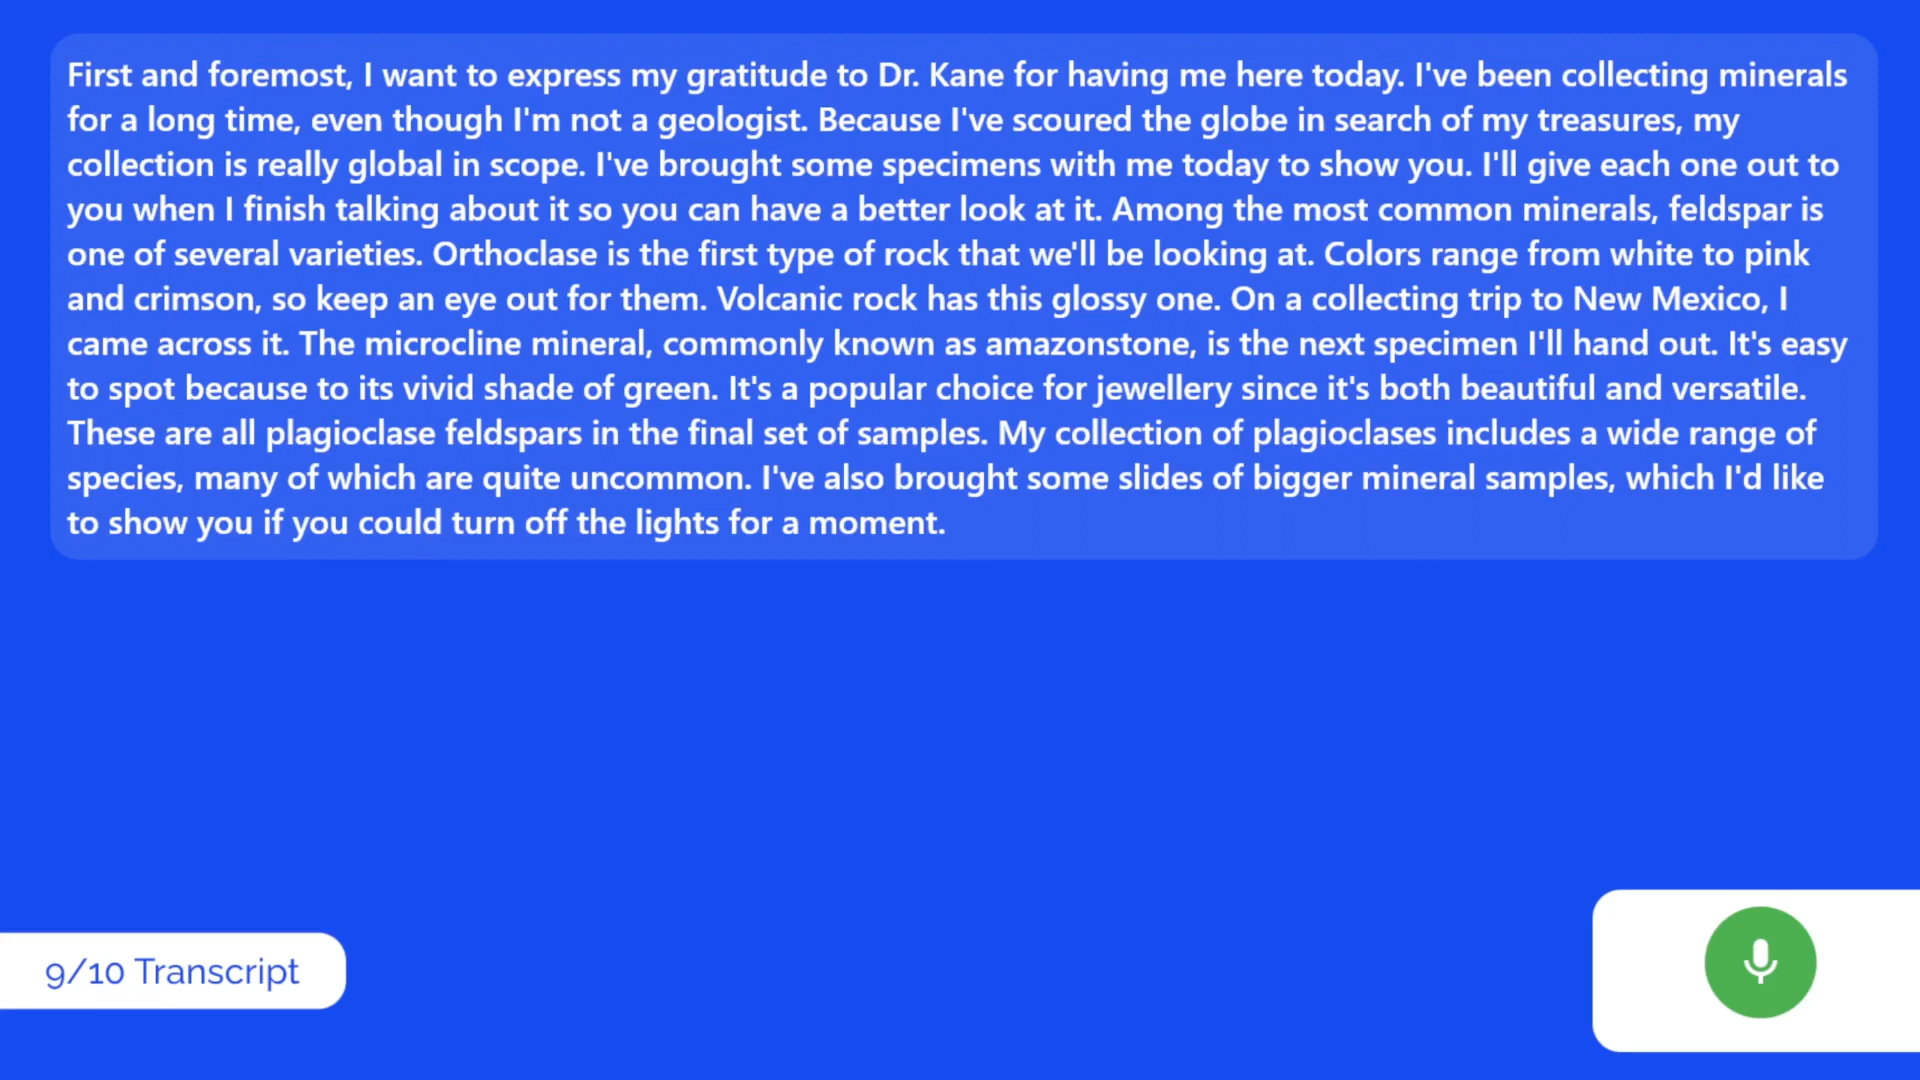 First and foremost, I want to express my gratitude to Dr. Kane for having me here today. I've been collecting minerals
for a long time, even though I'm not a geologist. Because I've scoured the globe in search of my treasures, my
collection is really global in scope. I've brought some specimens with me today to show you. I'll give each one out to
you when I finish talking about it so you can have a better look at it. Among the most common minerals, feldspar is
one of several varieties. Orthoclase is the first type of rock that we'll be looking at. Colors range from white to pink
and crimson, so keep an eye out for them. Volcanic rock has this glossy one. On a collecting trip to New Mexico, I
came across it. The microcline mineral, commonly known as amazonstone, is the next specimen I'll hand out. It's easy
to spot because to its vivid shade of green. It's a popular choice for jewellery since it's both beautiful and versatile.
These are all plagioclase feldspars in the final set of samples. My collection of plagioclases includes a wide range of
species, many of which are quite uncommon. I've also brought some slides of bigger mineral samples, which I'd like
to show you if you could turn off the lights for a moment.
9/10 Transcript